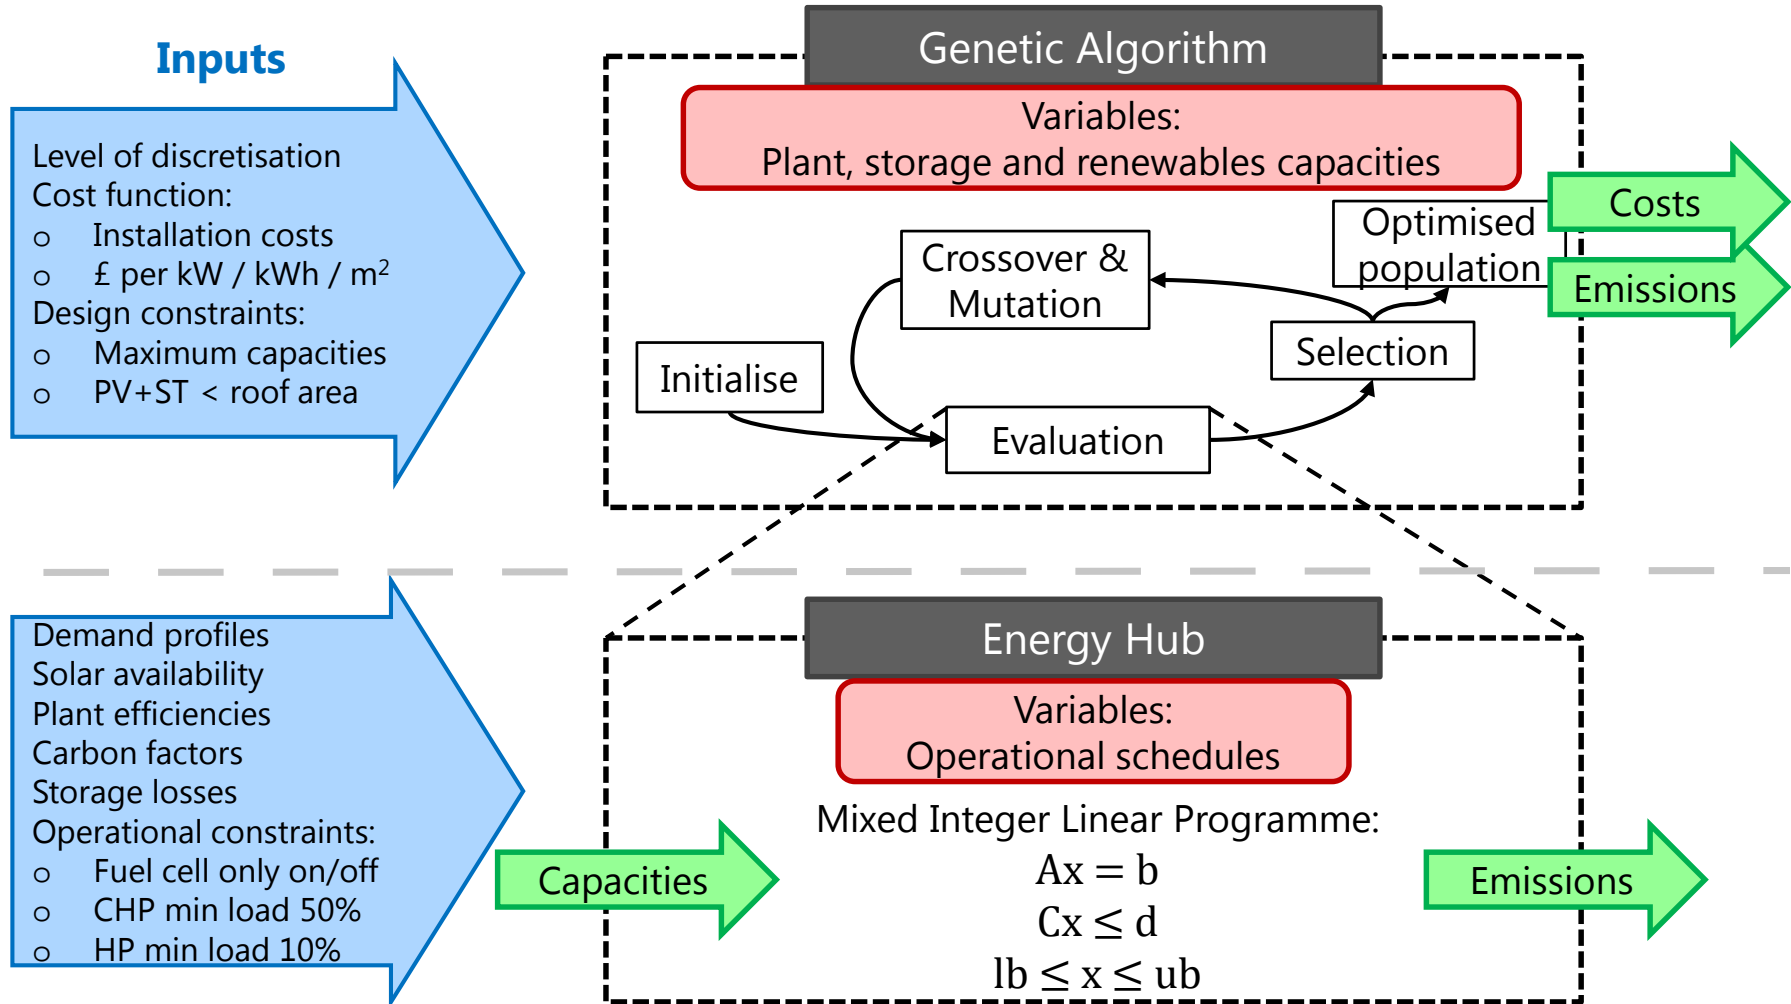 Inputs
Level of discretisation
Cost function:
o Installation costs
o £ per kW / kWh / m²
Design constraints:
o Maximum capacities
o PV+ST < roof area
Genetic Algorithm
Variables:
Plant, storage and renewables capacities
Crossover &
Mutation
Optimised
population
Costs
Emissions
Selection
Initialise
Evaluation
Demand profiles
Solar availability
Plant efficiencies
Carbon factors
Storage losses
Operational constraints:
o Fuel cell only on/off
o CHP min load 50%
o HP min load 10%
Capacities
Energy Hub
Variables:
Operational schedules
Mixed Integer Linear Programme:
Ax = b
Cx ≤ d
lb ≤ x ≤ ub
Emissions